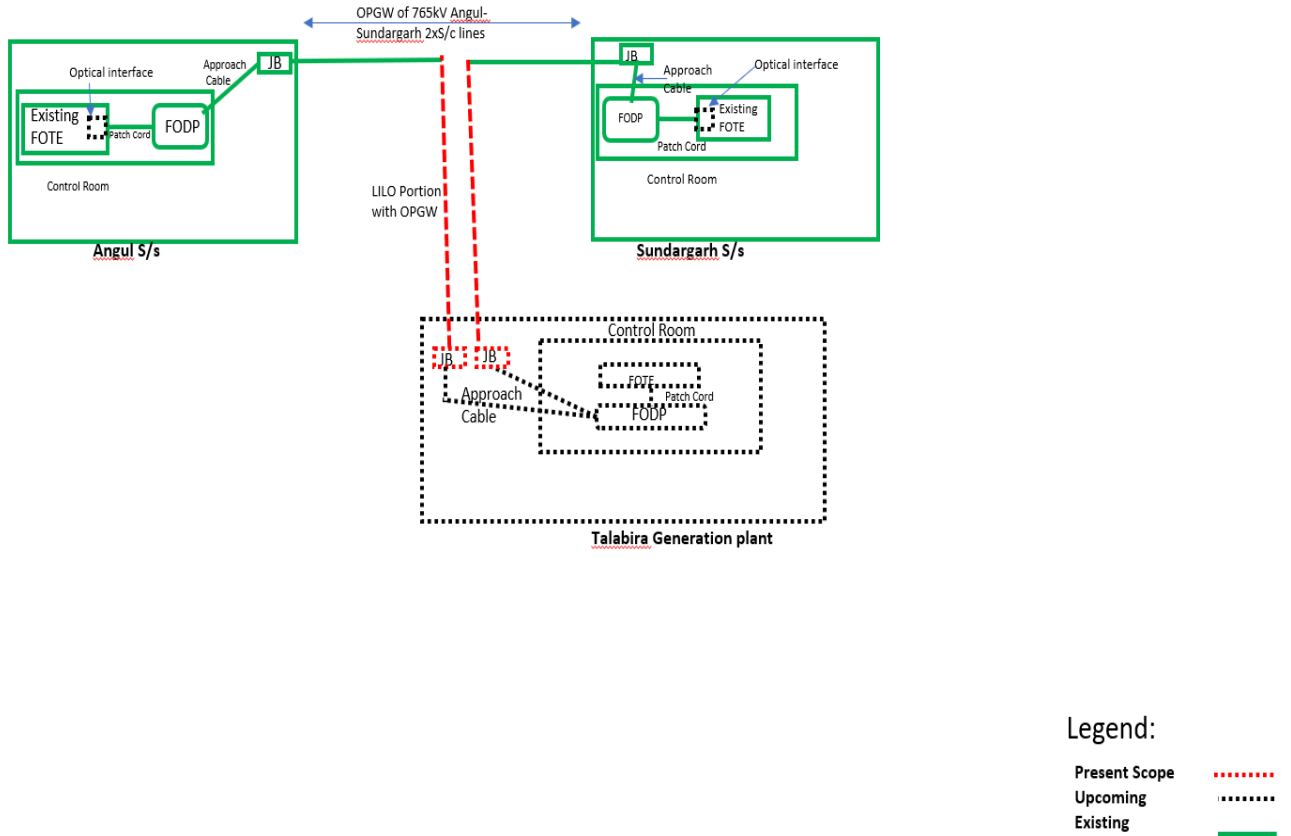 OPGW of 765kV Angul-
Sundargarh 2xS/c lines
Optical interface
Approach
Cable
JB
Existing
FOTE
Patch Cord
FODP
Control Room
Angul S/s
JB
Approach
Cable
Optical interface
FODP
Existing
FOTE
Patch Cord
Control Room
Sundargarh S/s
LILO Portion
with OPGW
Control Room
JB
JB
Approach
Cable
FOTE
Patch Cord
FODP
Talabira Generation plant
Legend:
Present Scope
Upcoming
Existing